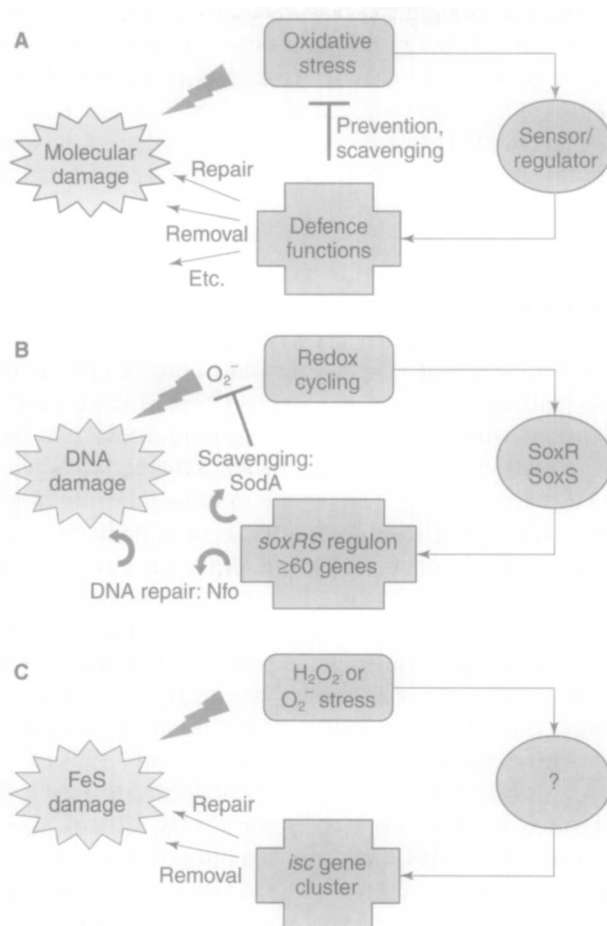 A
Oxidative
stress
Prevention,
scavenging
Sensor/
regulator
Molecular
damage
Repair
Removal
Etc.
Defence
functions
B
O₂⁻
Redox
cycling
DNA
damage
Scavenging:
SodA
SoxR
SoxS
soxRS regulon
≥60 genes
DNA repair: Nfo
C
H₂O₂ or
O₂⁻ stress
FeS
damage
Repair
Removal
?
isc gene
cluster